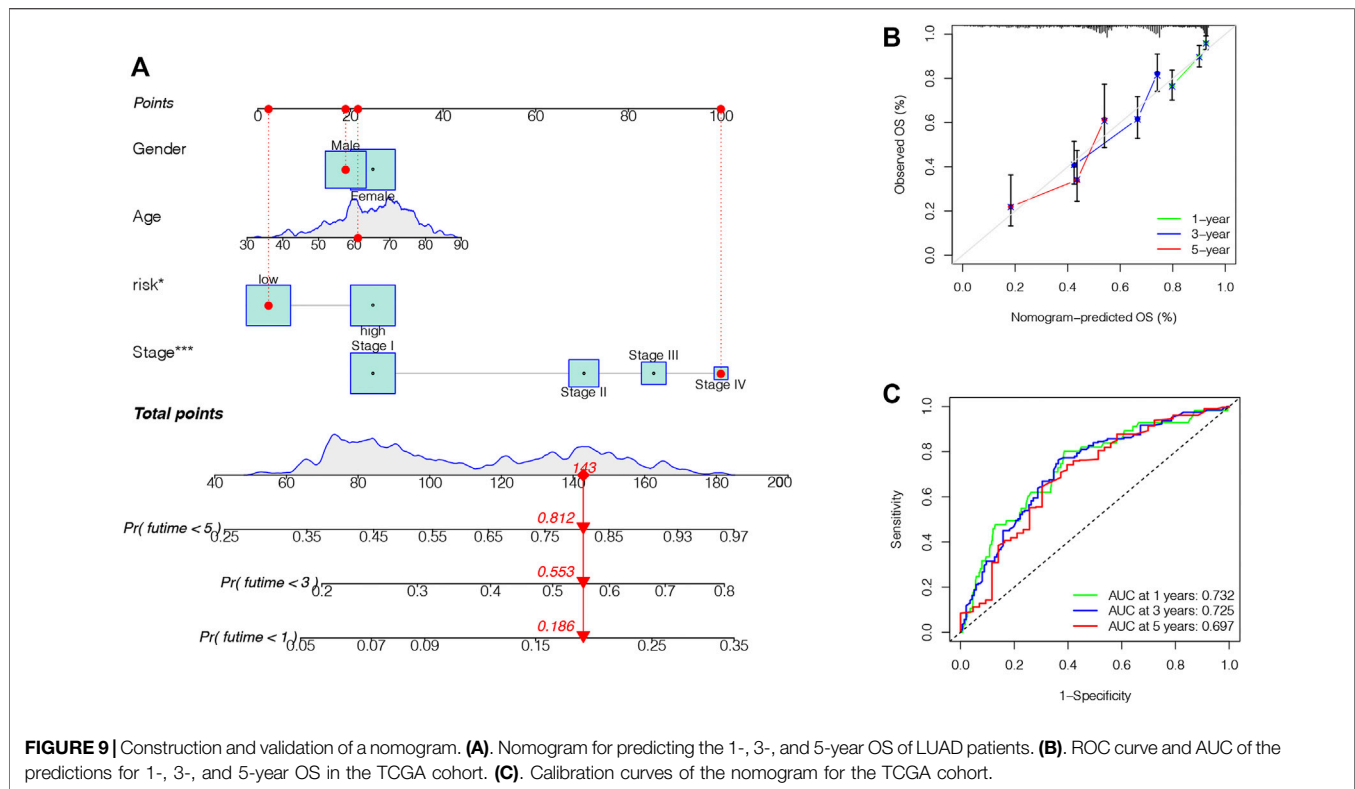 A
Points
0 20 40 60 80 100
Gender
Male
Female
Age
30 40 50 60 70 80 90
risk*
low
high
Stage***
Stage I
Stage II
Stage III
Stage IV
Total points
143
40 60 80 100 120 140 160 180 200
0.812
Pr( futime < 5 )
0.25 0.35 0.45 0.55 0.65 0.75 0.85 0.93 0.97
0.553
Pr( futime < 3 )
0.2 0.3 0.4 0.5 0.6 0.7 0.8
0.186
Pr( futime < 1 )
0.05 0.07 0.09 0.15 0.25 0.35
B
Observed OS (%)
1.0
0.8
0.6
0.4
0.2
0.0
1−year
3−year
5−year
0.0 0.2 0.4 0.6 0.8 1.0
Nomogram−predicted OS (%)
C
Sensitivity
1.0
0.8
0.6
0.4
0.2
0.0
AUC at 1 years: 0.732
AUC at 3 years: 0.725
AUC at 5 years: 0.697
0.0 0.2 0.4 0.6 0.8 1.0
1−Specificity
FIGURE 9 | Construction and validation of a nomogram. (A). Nomogram for predicting the 1-, 3-, and 5-year OS of LUAD patients. (B). ROC curve and AUC of the
predictions for 1-, 3-, and 5-year OS in the TCGA cohort. (C). Calibration curves of the nomogram for the TCGA cohort.